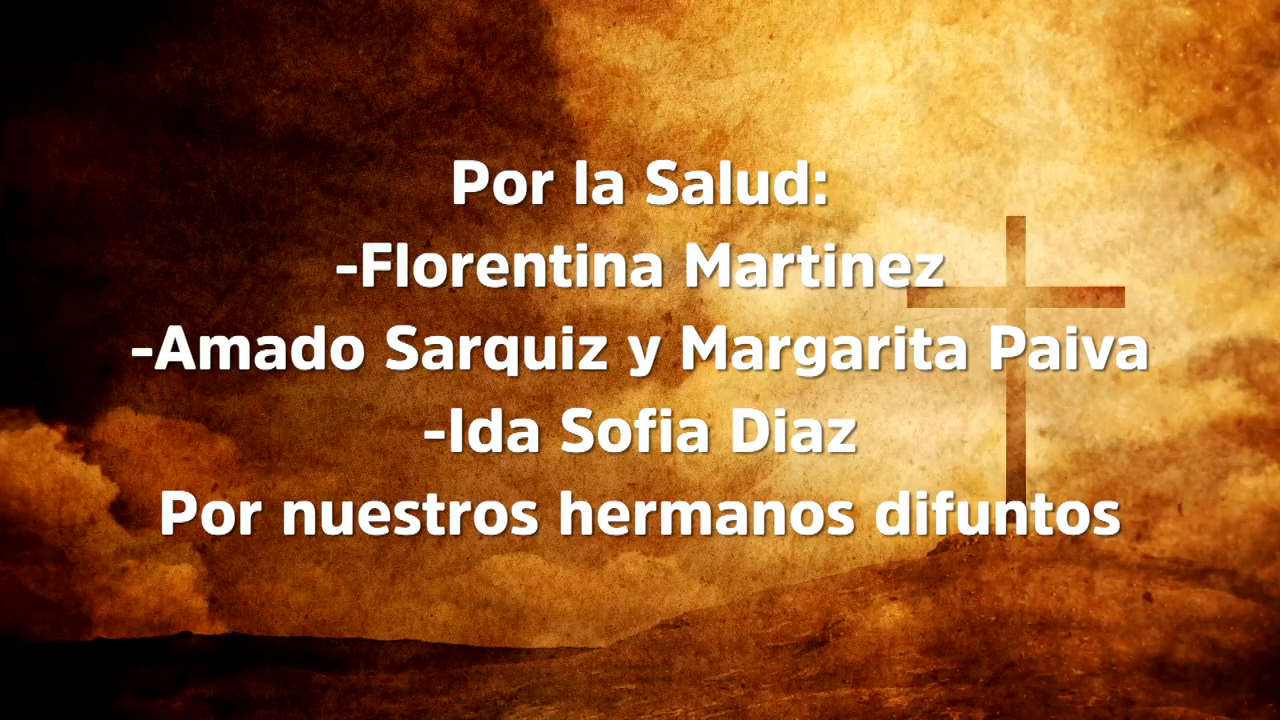 Por la Salud:
-Florentina Martinez
-Amado Sarquiz y Margarita Paiva
-Ida Sofia Diaz
Por nuestros hermanos difuntos